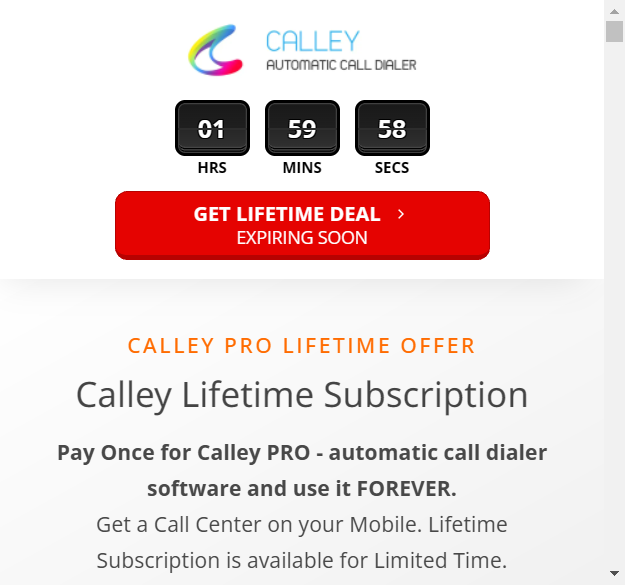 CALLEY
AUTOMATIC CALL DIALER
01 59 58
HRS MINS SECS
GET LIFETIME DEAL >
EXPIRING SOON
CALLEY PRO LIFETIME OFFER
Calley Lifetime Subscription
Pay Once for Calley PRO - automatic call dialer
software and use it FOREVER.
Get a Call Center on your Mobile. Lifetime
Subscription is available for Limited Time.